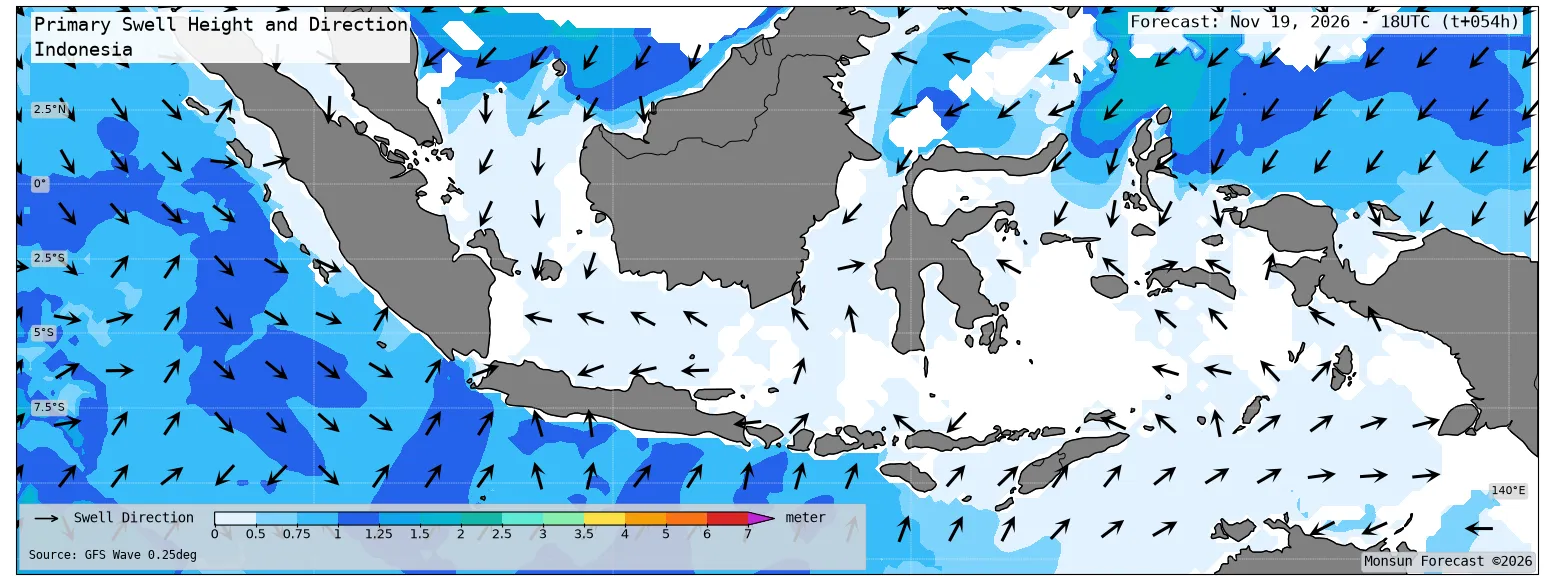 Primary Swell Height and Direction
Indonesia
Forecast: Nov 19, 2026 - 18UTC (t+054h)
2.5°N
0°
2.5°S
5°S
7.5°S
140°E
Swell Direction
0 0.5 0.75 1 1.25 1.5 2 2.5 3 3.5 4 5 6 7
meter
Source: GFS Wave 0.25deg
Monsun Forecast ©2026